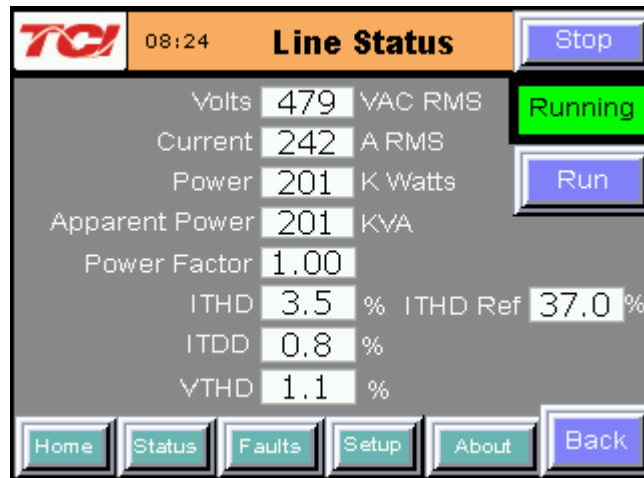 TCI 08:24 Line Status Stop
Volts 479 VAC RMS Running
Current 242 A RMS
Power 201 K Watts Run
Apparent Power 201 KVA
Power Factor 1.00
ITHD 3.5 % ITHD Ref 37.0 %
ITDD 0.8 %
VTHD 1.1 %
Home Status Faults Setup About Back